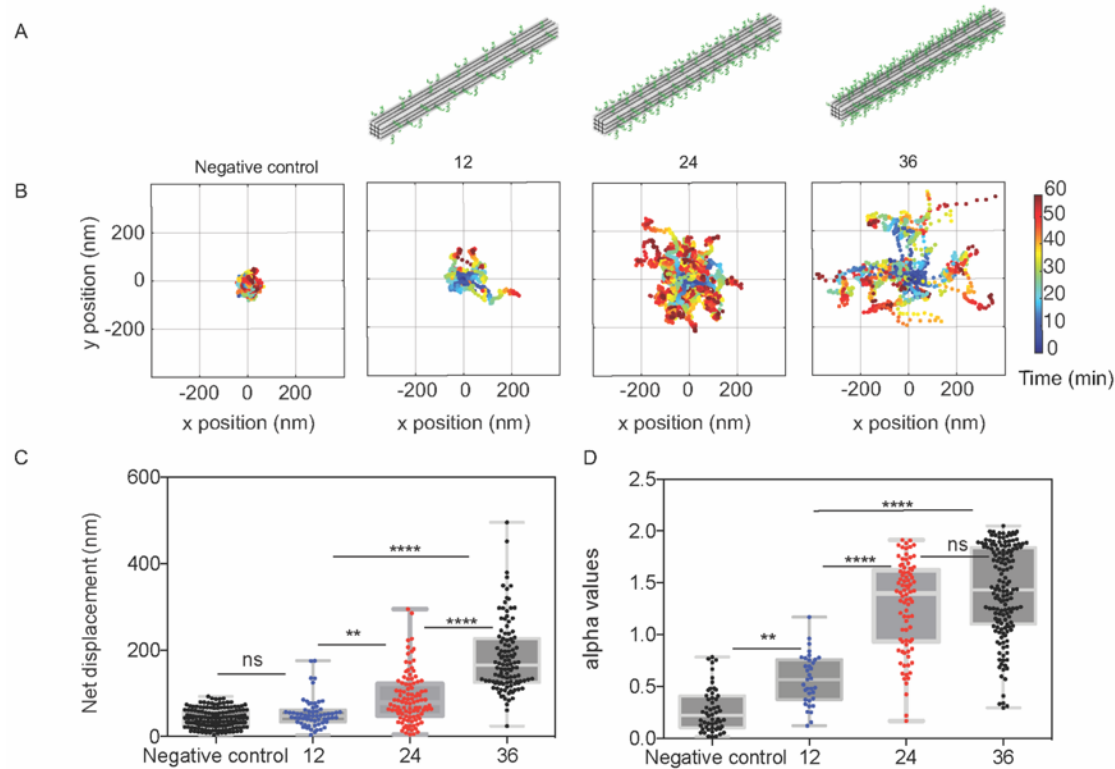 A
Negative control 12 24 36
B
y position (nm)
200
0
-200
-200 0 200
-200 0 200 400
-200 0 200
-200 0 200 400
x position (nm) x position (nm) x position (nm) x position (nm)
60
50
40
30
20
10
0
Time (min)
C
Net displacement (nm)
600
400
200
0
ns
**
****
****
Negative control 12 24 36
D
alpha values
2.5
2.0
1.5
1.0
0.5
0.0
**
****
****
ns
Negative control 12 24 36